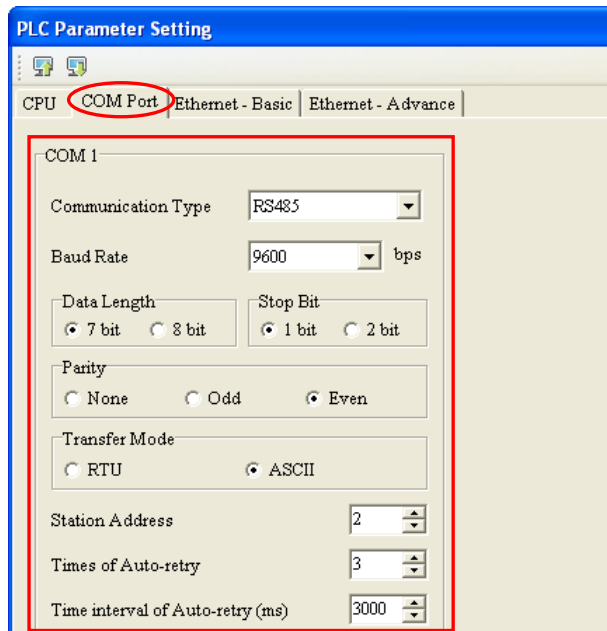 PLC Parameter Setting
CPU COM Port Ethernet - Basic Ethernet - Advance
COM 1
Communication Type RS485
Baud Rate 9600 bps
Data Length Stop Bit
7 bit 8 bit 1 bit 2 bit
Parity
None Odd Even
Transfer Mode
RTU ASCII
Station Address 2
Times of Auto-retry 3
Time interval of Auto-retry (ms) 3000